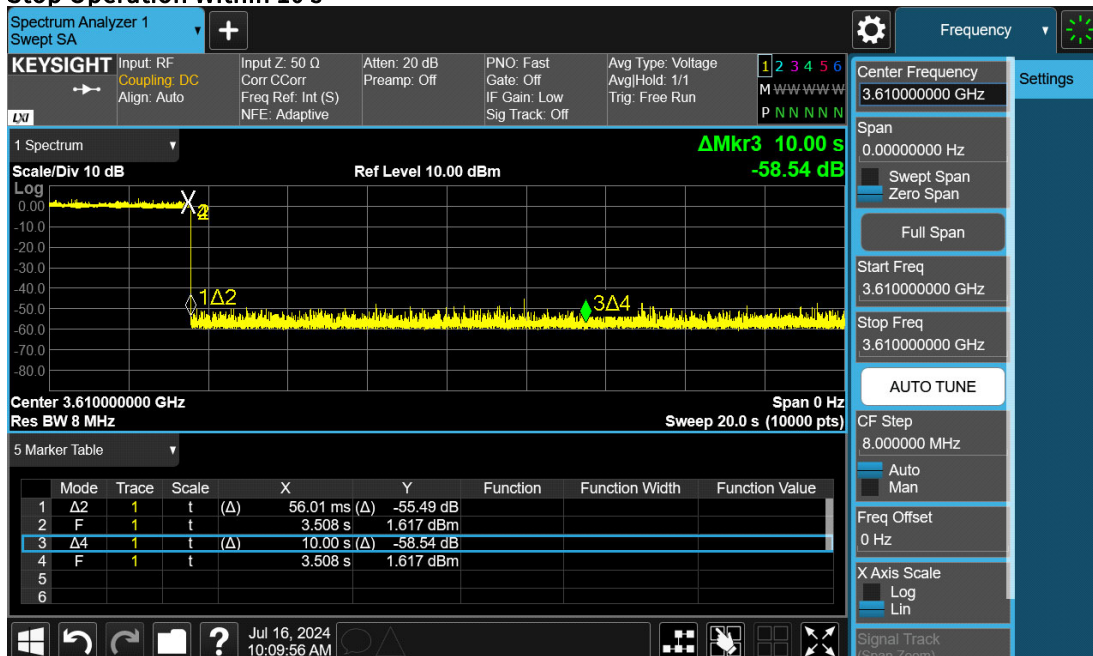 Stop Operation Within 10 s
Spectrum Analyzer 1
Swept SA
+
Frequency
KEYSIGHT
LXI
Input: RF
Coupling: DC
Align: Auto
Input Z: 50 Ω
Corr CCorr
Freq Ref: Int (S)
NFE: Adaptive
Atten: 20 dB
Preamp: Off
PNO: Fast
Gate: Off
IF Gain: Low
Sig Track: Off
Avg Type: Voltage
Avg|Hold: 1/1
Trig: Free Run
1 2 3 4 5 6
M W W W W W
P N N N N N
1 Spectrum
ΔMkr3 10.00 s
-58.54 dB
Scale/Div 10 dB
Ref Level 10.00 dBm
Log
0.00
-10.0
-20.0
-30.0
-40.0
-50.0
-60.0
-70.0
-80.0
1Δ2
3Δ4
Center 3.610000000 GHz
Span 0 Hz
Res BW 8 MHz
Sweep 20.0 s (10000 pts)
5 Marker Table
Mode Trace Scale X Y Function Function Width Function Value
1 Δ2 1 t (Δ) 56.01 ms (Δ) -55.49 dB
2 F 1 t 3.508 s 1.617 dBm
3 Δ4 1 t (Δ) 10.00 s (Δ) -58.54 dB
4 F 1 t 3.508 s 1.617 dBm
5
6
?
Jul 16, 2024
10:09:56 AM
Center Frequency
3.610000000 GHz
Settings
Span
0.00000000 Hz
Swept Span
Zero Span
Full Span
Start Freq
3.610000000 GHz
Stop Freq
3.610000000 GHz
AUTO TUNE
CF Step
8.000000 MHz
Auto
Man
Freq Offset
0 Hz
X Axis Scale
Log
Lin
Signal Track
(Span Zoom)